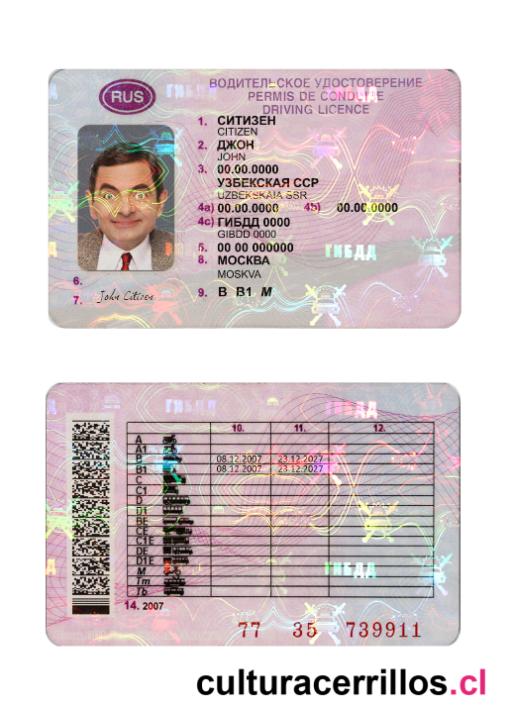 RUS
ВОДИТЕЛЬСКОЕ УДОСТОВЕРЕНИЕ
PERMIS DE CONDUIRE
DRIVING LICENCE
1. СИТИЗЕН
CITIZEN
2. ДЖОН
JOHN
3. 00.00.0000
УЗБЕКСКАЯ ССР
UZBEKSKAIA SSR
4a) 00.00.0000 4b) 00.00.0000
4c) ГИБДД 0000
GIBDD 0000
5. 00 00 000000
8. МОСКВА
MOSKVA
6.
7. John Citizen
9. B B1 M
ГИБДД
10. 11. 12.
A
A1
B 08.12.2007 23.12.2027
B1 08.12.2007 23.12.2027
C
C1
D
D1
BE
CE
C1E
DE
D1E
M
Tm
Tb
ГИБДД
14. 2007
77 35 739911
culturacerrillos.cl